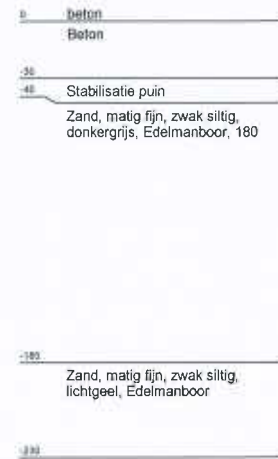 0 beton
Beton
-30
-40 Stabilisatie puin
Zand, matig fijn, zwak siltig,
donkergrijs, Edelmanboor, 180
-180
Zand, matig fijn, zwak siltig,
lichtgeel, Edelmanboor